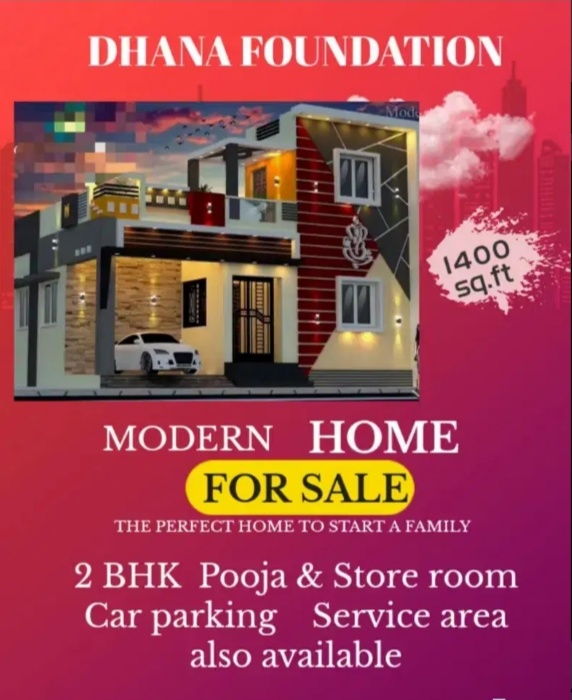 DHANA FOUNDATION
Mode
1400
sq.ft
MODERN HOME
FOR SALE
THE PERFECT HOME TO START A FAMILY
2 BHK Pooja & Store room
Car parking Service area
also available